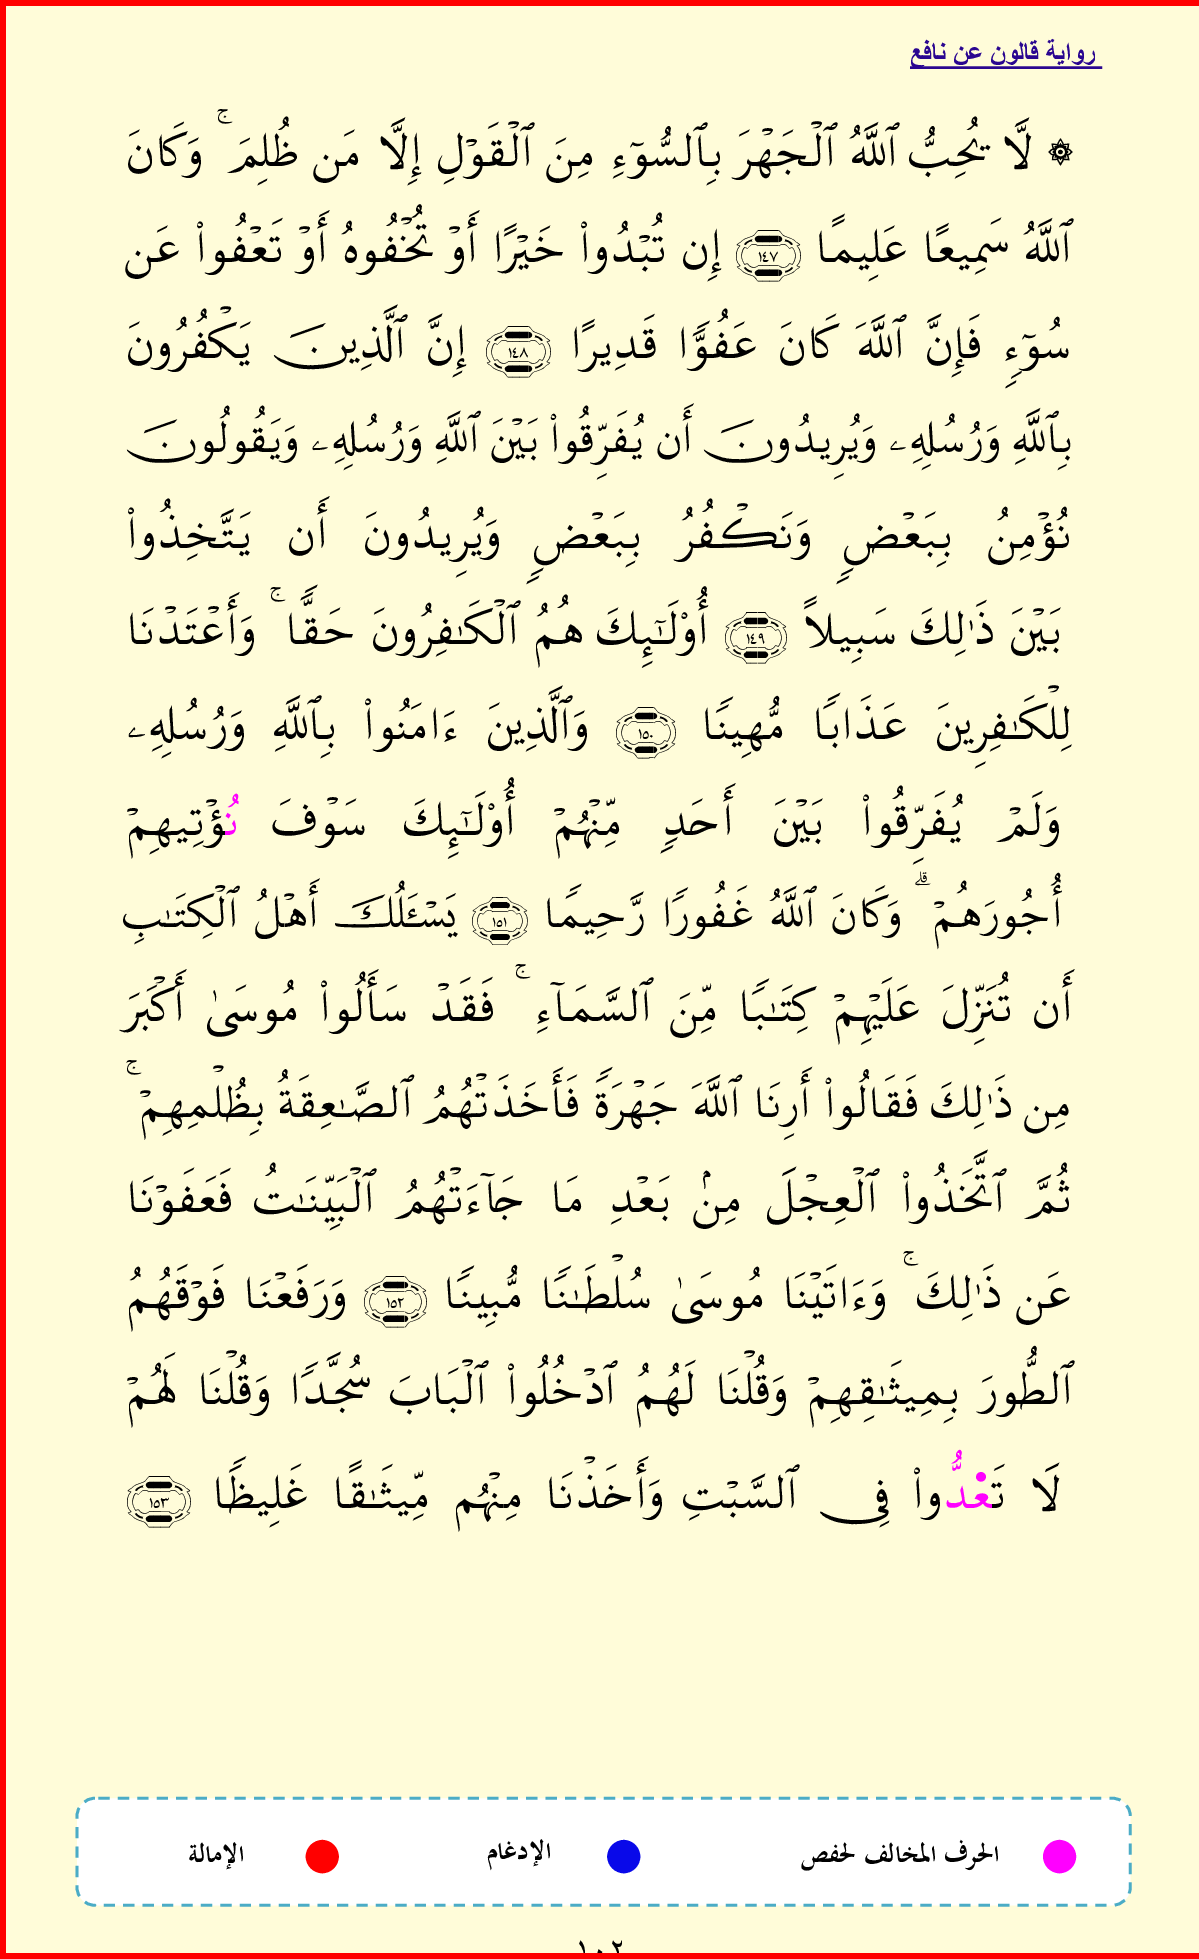 رواية قالون عن نافع
۞ لَّا يُحِبُّ ٱللَّهُ ٱلۡجَهۡرَ بِٱلسُّوٓءِ مِنَ ٱلۡقَوۡلِ إِلَّا مَن ظُلِمَۚ وَكَانَ
ٱللَّهُ سَمِيعًا عَلِيمًا ١٤٧ إِن تُبۡدُواْ خَيۡرًا أَوۡ تُخۡفُوهُ أَوۡ تَعۡفُواْ عَن
سُوٓءٖ فَإِنَّ ٱللَّهَ كَانَ عَفُوّٗا قَدِيرًا ١٤٨ إِنَّ ٱلَّذِينَ يَكۡفُرُونَ
بِٱللَّهِ وَرُسُلِهِۦ وَيُرِيدُونَ أَن يُفَرِّقُواْ بَيۡنَ ٱللَّهِ وَرُسُلِهِۦ وَيَقُولُونَ
نُؤۡمِنُ بِبَعۡضٖ وَنَكۡفُرُ بِبَعۡضٖ وَيُرِيدُونَ أَن يَتَّخِذُواْ
بَيۡنَ ذَٰلِكَ سَبِيلاً ١٤٩ أُوْلَٰٓئِكَ هُمُ ٱلۡكَٰفِرُونَ حَقّٗاۚ وَأَعۡتَدۡنَا
لِلۡكَٰفِرِينَ عَذَابٗا مُّهِينٗا ١٥٠ وَٱلَّذِينَ ءَامَنُواْ بِٱللَّهِ وَرُسُلِهِۦ
وَلَمۡ يُفَرِّقُواْ بَيۡنَ أَحَدٖ مِّنۡهُمۡ أُوْلَٰٓئِكَ سَوۡفَ نُؤۡتِيهِمۡ
أُجُورَهُمۡۗ وَكَانَ ٱللَّهُ غَفُورٗا رَّحِيمٗا ١٥١ يَسۡـَٔلُكَ أَهۡلُ ٱلۡكِتَٰبِ
أَن تُنَزِّلَ عَلَيۡهِمۡ كِتَٰبٗا مِّنَ ٱلسَّمَآءِۚ فَقَدۡ سَأَلُواْ مُوسَىٰ أَكۡبَرَ
مِن ذَٰلِكَ فَقَالُواْ أَرِنَا ٱللَّهَ جَهۡرَةٗ فَأَخَذَتۡهُمُ ٱلصَّٰعِقَةُ بِظُلۡمِهِمۡۚ
ثُمَّ ٱتَّخَذُواْ ٱلۡعِجۡلَ مِنۢ بَعۡدِ مَا جَآءَتۡهُمُ ٱلۡبَيِّنَٰتُ فَعَفَوۡنَا
عَن ذَٰلِكَۚ وَءَاتَيۡنَا مُوسَىٰ سُلۡطَٰنٗا مُّبِينٗا ١٥٢ وَرَفَعۡنَا فَوۡقَهُمُ
ٱلطُّورَ بِمِيثَٰقِهِمۡ وَقُلۡنَا لَهُمُ ٱدۡخُلُواْ ٱلۡبَابَ سُجَّدٗا وَقُلۡنَا لَهُمۡ
لَا تَعۡدُّواْ فِي ٱلسَّبۡتِ وَأَخَذۡنَا مِنۡهُم مِّيثَٰقًا غَلِيظٗا ١٥٣
الحرف المخالف لحفص الإدغام الإمالة
١٠٢